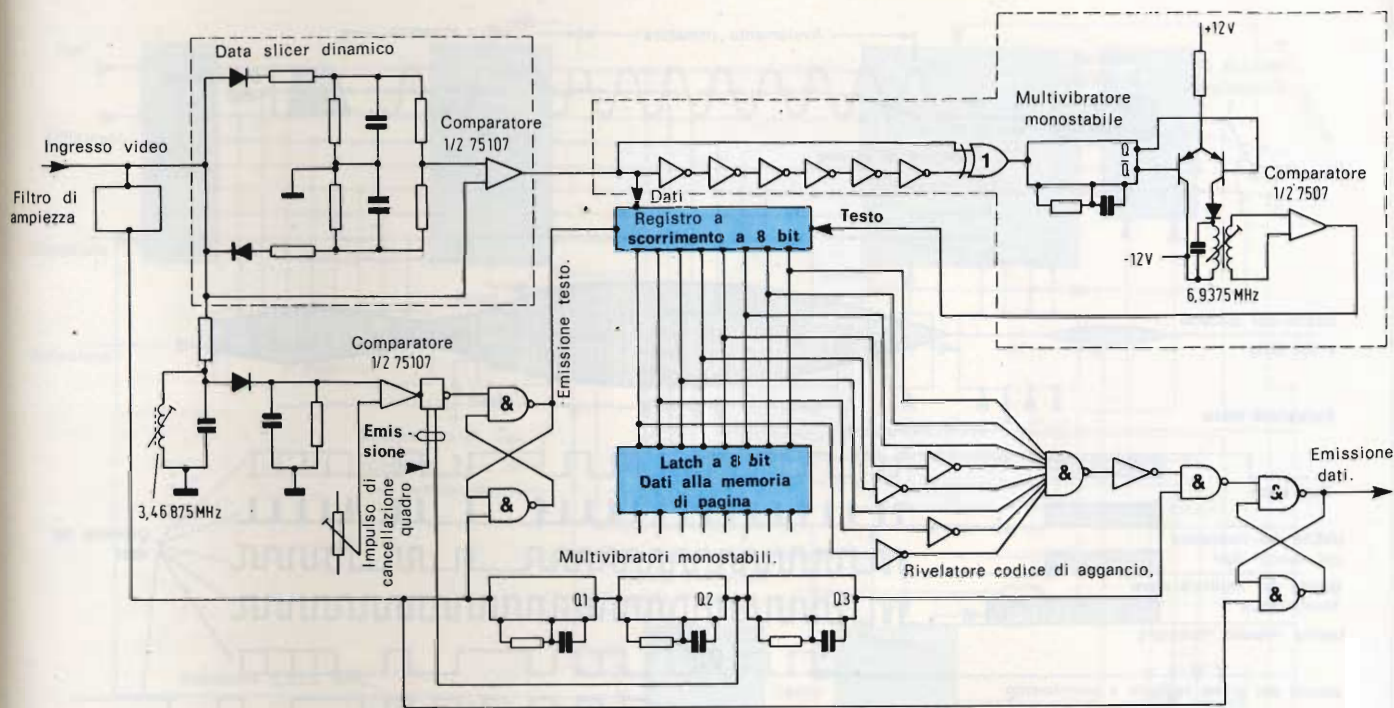 Data slicer dinamico
Ingresso video
Filtro di
ampiezza
Comparatore
1/2 75107
Dati
1
Multivibratore
monostabile
Q
Q̅
+12V
-12V
6,9375 MHz
Comparatore
1/2 7507
Registro a
scorrimento a 8 bit
Testo
Emissione testo.
Comparatore
1/2 75107
Emis
sione
3,46 875 MHz
Impulso di
cancellazione
quadro
&
&
Latch a 8 bit
Dati alla memoria
di pagina
&
&
&
&
Emissione
dati.
Rivelatore codice di aggancio.
Multivibratori monostabili.
Q1
Q2
Q3